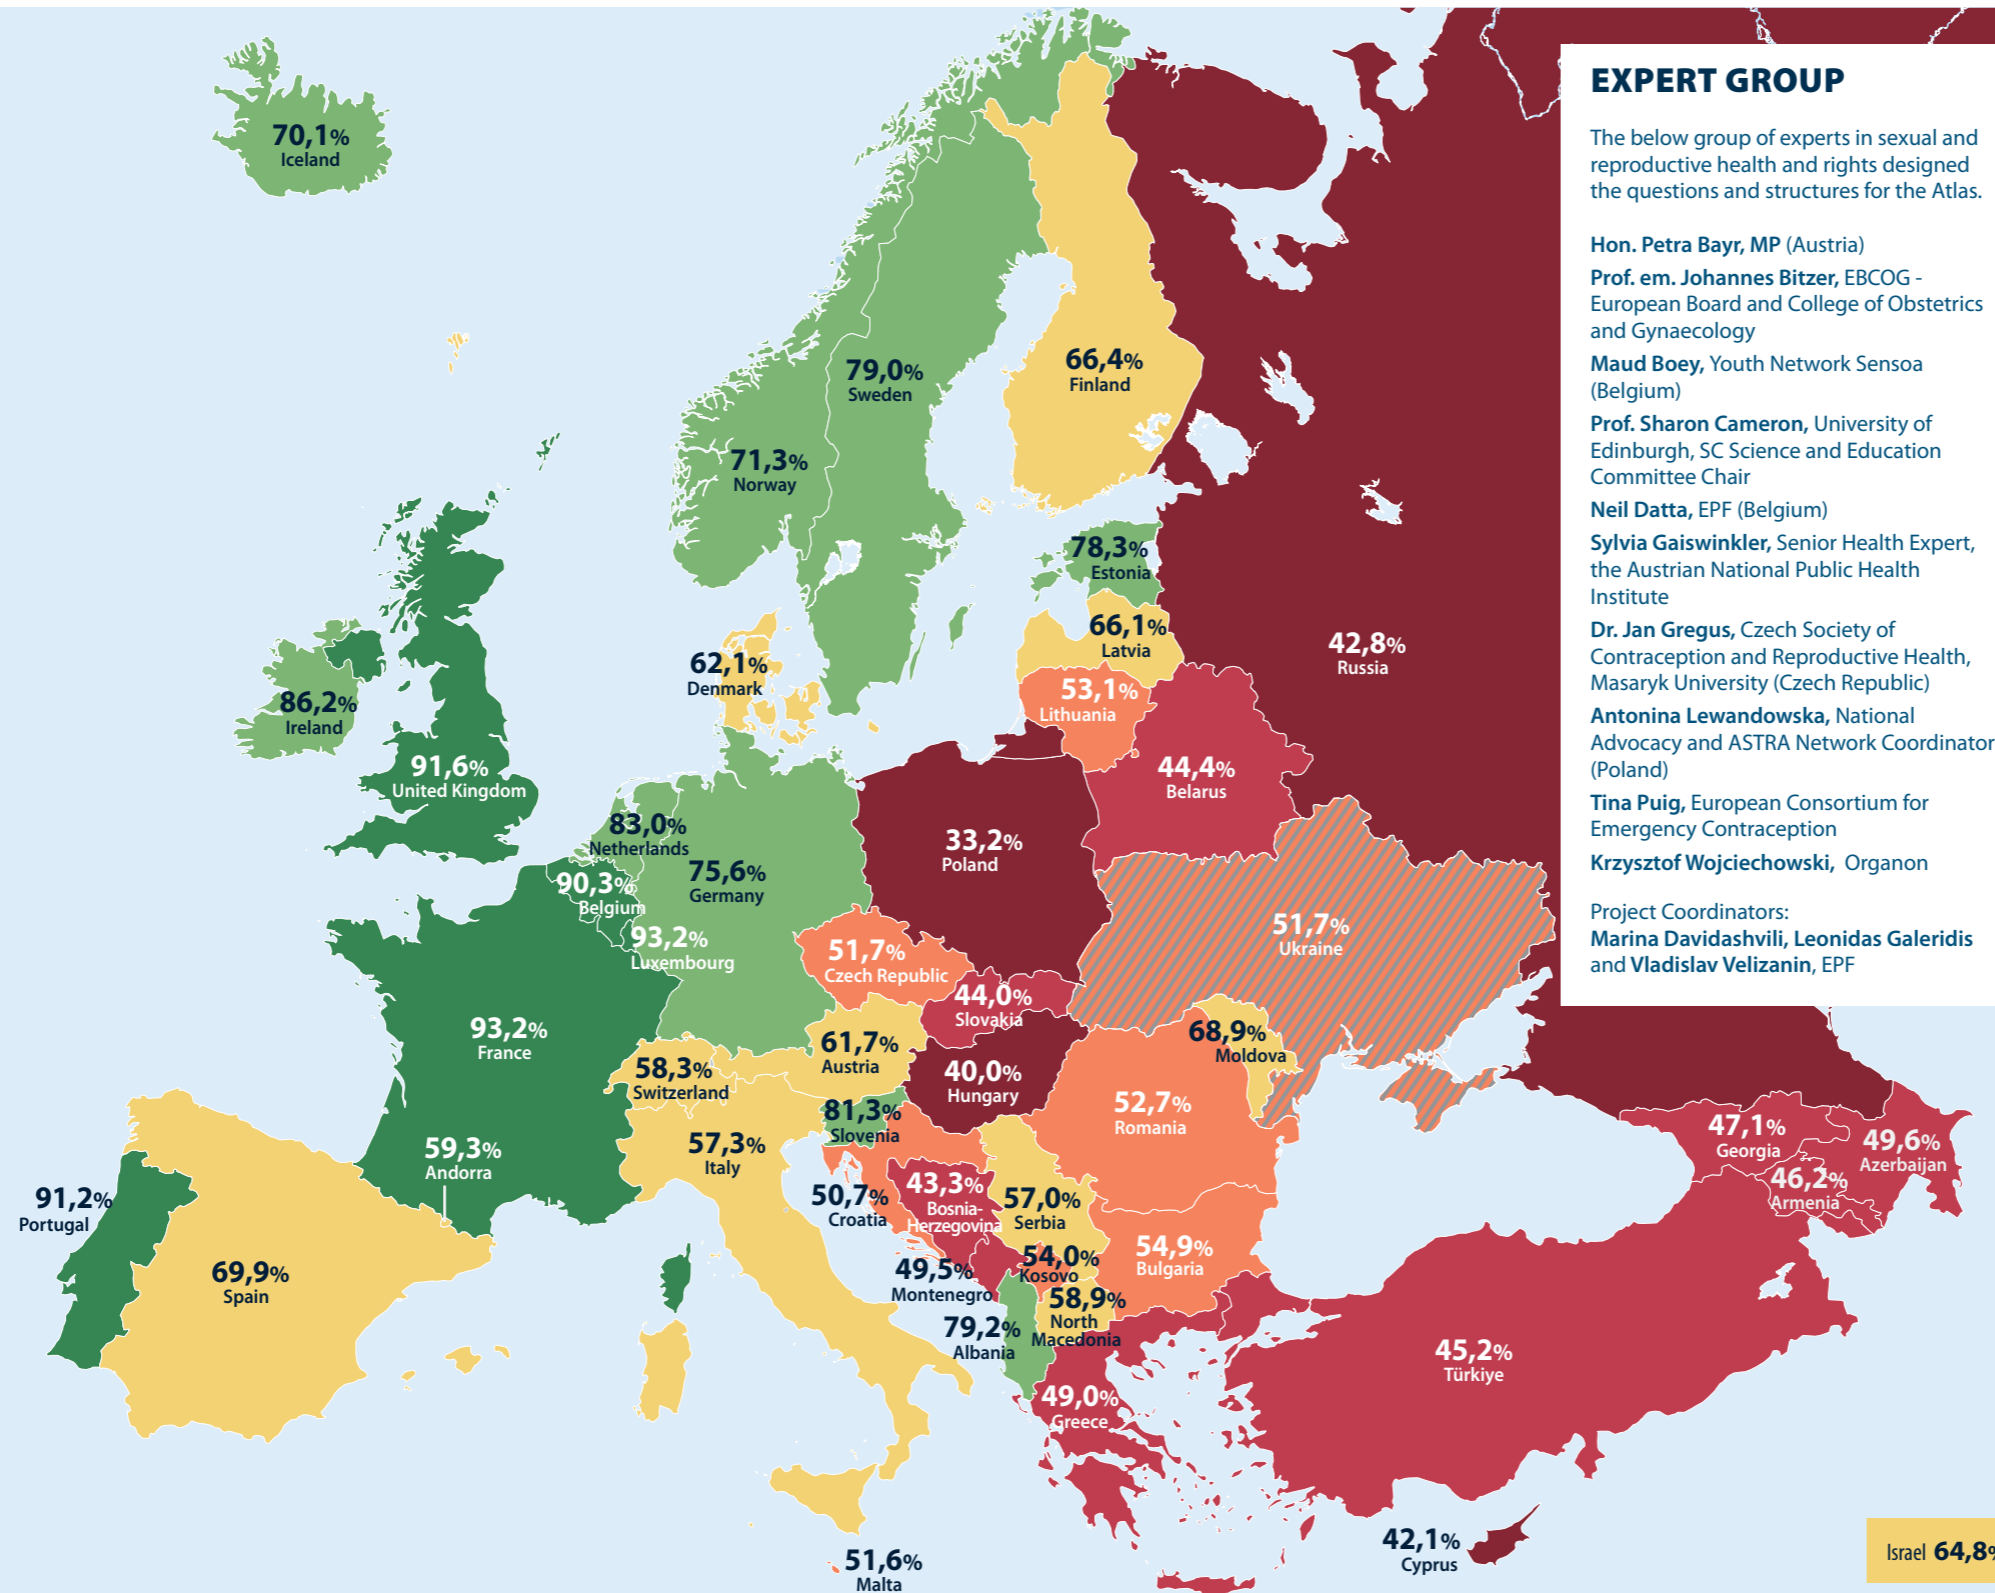 70,1%
Iceland
79,0%
Sweden
66,4%
Finland
71,3%
Norway
78,3%
Estonia
66,1%
Latvia
62,1%
Denmark
53,1%
Lithuania
42,8%
Russia
86,2%
Ireland
91,6%
United Kingdom
44,4%
Belarus
83,0%
Netherlands
75,6%
Germany
33,2%
Poland
90,3%
Belgium
93,2%
Luxembourg
51,7%
Czech Republic
51,7%
Ukraine
44,0%
Slovakia
93,2%
France
61,7%
Austria
68,9%
Moldova
58,3%
Switzerland
40,0%
Hungary
81,3%
Slovenia
52,7%
Romania
57,3%
Italy
59,3%
Andorra
47,1%
Georgia
49,6%
Azerbaijan
46,2%
Armenia
91,2%
Portugal
50,7%
Croatia
43,3%
Bosnia-
Herzegovina
57,0%
Serbia
69,9%
Spain
49,5%
Montenegro
54,0%
Kosovo
54,9%
Bulgaria
58,9%
North
Macedonia
79,2%
Albania
45,2%
Türkiye
49,0%
Greece
51,6%
Malta
42,1%
Cyprus
Israel 64,8%
EXPERT GROUP
The below group of experts in sexual and
reproductive health and rights designed
the questions and structures for the Atlas.
Hon. Petra Bayr, MP (Austria)
Prof. em. Johannes Bitzer, EBCOG -
European Board and College of Obstetrics
and Gynaecology
Maud Boey, Youth Network Sensoa
(Belgium)
Prof. Sharon Cameron, University of
Edinburgh, SC Science and Education
Committee Chair
Neil Datta, EPF (Belgium)
Sylvia Gaiswinkler, Senior Health Expert,
the Austrian National Public Health
Institute
Dr. Jan Gregus, Czech Society of
Contraception and Reproductive Health,
Masaryk University (Czech Republic)
Antonina Lewandowska, National
Advocacy and ASTRA Network Coordinator
(Poland)
Tina Puig, European Consortium for
Emergency Contraception
Krzysztof Wojciechowski, Organon
Project Coordinators:
Marina Davidashvili, Leonidas Galeridis
and Vladislav Velizanin, EPF